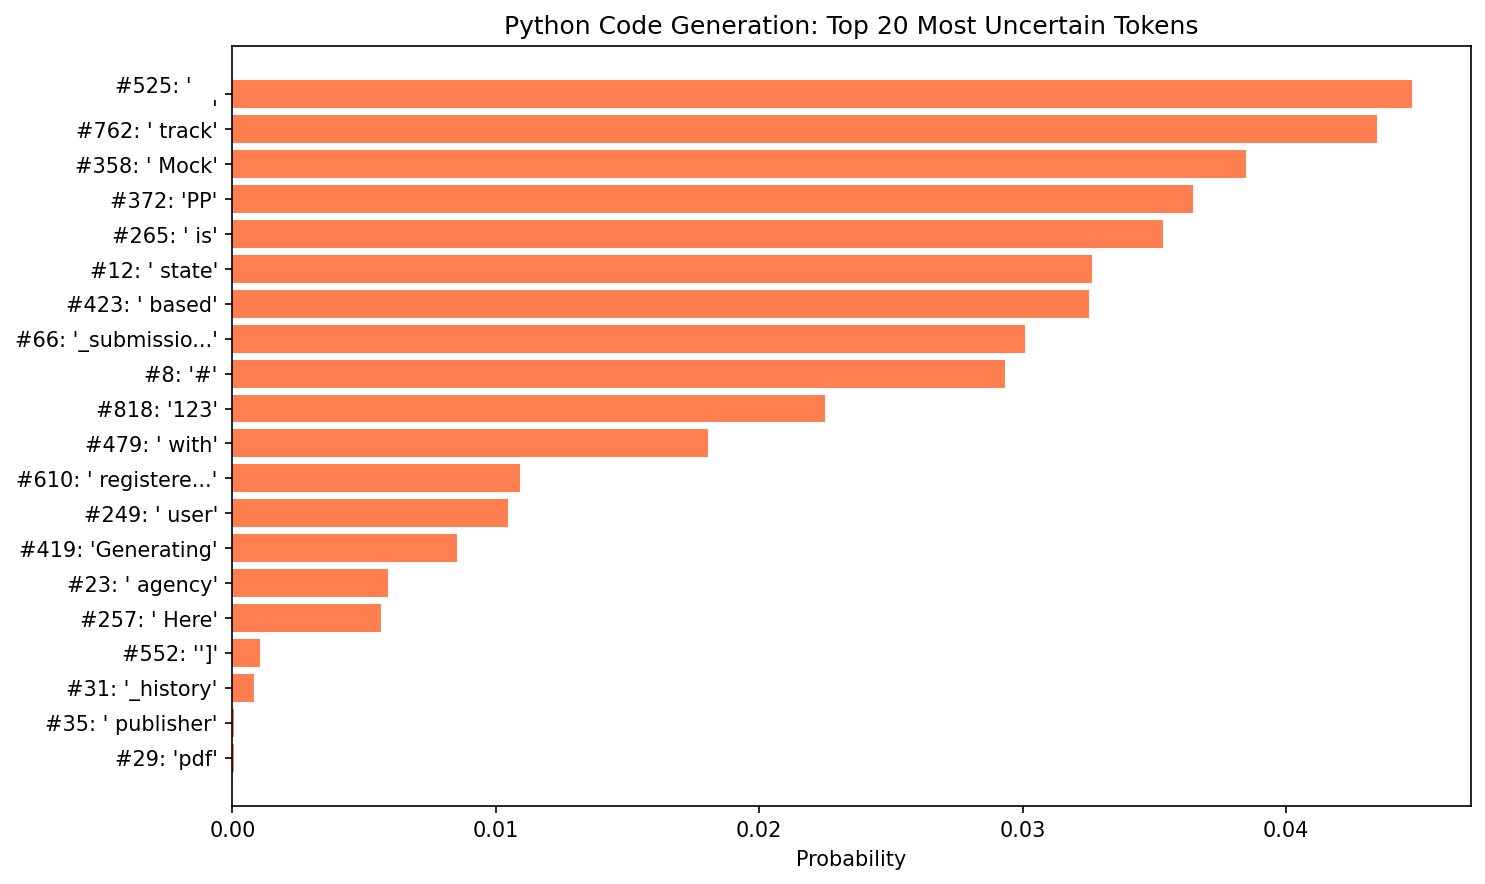 Python Code Generation: Top 20 Most Uncertain Tokens
#525: '
'
#762: ' track'
#358: ' Mock'
#372: 'PP'
#265: ' is'
#12: ' state'
#423: ' based'
#66: '_submissio...'
#8: '#'
#818: '123'
#479: ' with'
#610: ' registere...'
#249: ' user'
#419: 'Generating'
#23: ' agency'
#257: ' Here'
#552: '']'
#31: '_history'
#35: ' publisher'
#29: 'pdf'
0.00 0.01 0.02 0.03 0.04
Probability